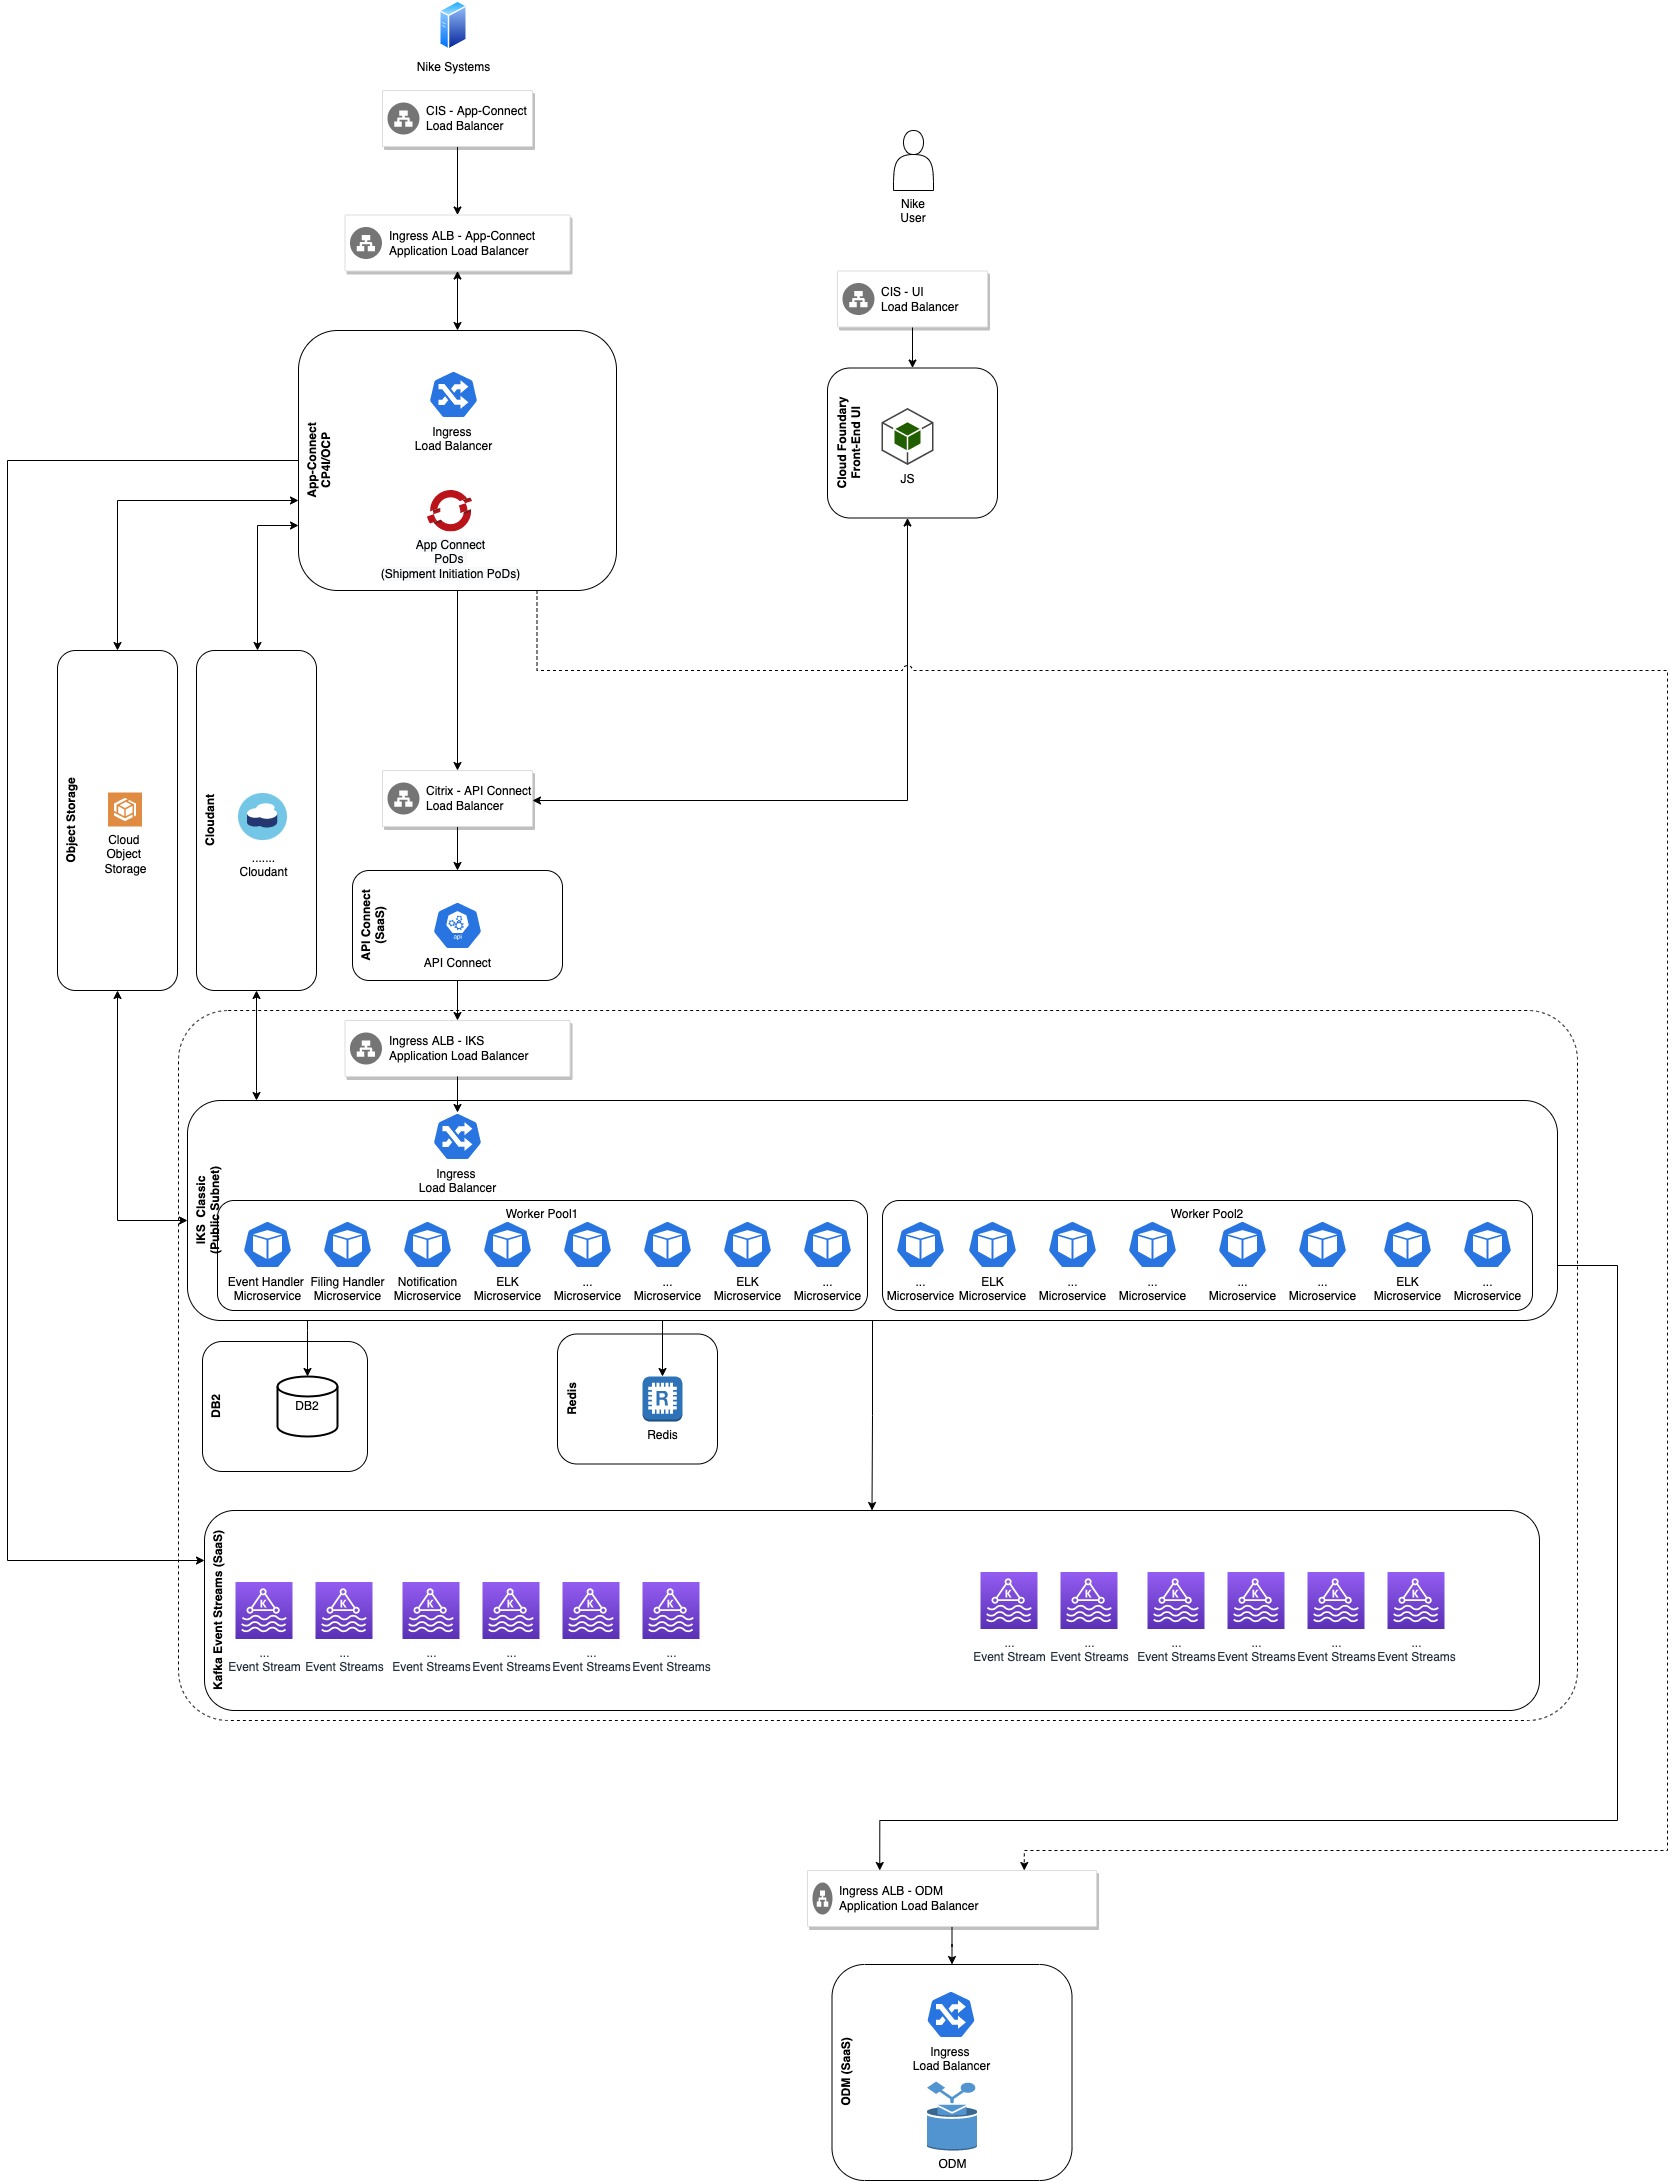 Nike Systems
CIS - App-Connect
Load Balancer
Nike
User
Ingress ALB - App-Connect
Application Load Balancer
CIS - UI
Load Balancer
App-Connect
CP4I/OCP
Ingress
Load Balancer
App Connect
PoDs
(Shipment Initiation PoDs)
Cloud Foundry
Front-End UI
JS
Object Storage
Cloud
Object
Storage
Cloudant
.......
Cloudant
Citrix - API Connect
Load Balancer
API Connect
(SaaS)
api
API Connect
Ingress ALB - IKS
Application Load Balancer
IKS Classic
(Public Subnet)
Ingress
Load Balancer
Worker Pool1
Event Handler
Microservice
Filing Handler
Microservice
Notification
Microservice
ELK
Microservice
...
Microservice
...
Microservice
ELK
Microservice
...
Microservice
Worker Pool2
...
Microservice
ELK
Microservice
...
Microservice
...
Microservice
...
Microservice
...
Microservice
ELK
Microservice
...
Microservice
DB2
DB2
Redis
R
Redis
Kafka Event Streams (SaaS)
K
...
Event Stream
K
...
Event Streams
K
...
Event Streams
K
...
Event Streams
K
...
Event Streams
K
...
Event Streams
K
...
Event Stream
K
...
Event Streams
K
...
Event Streams
K
...
Event Streams
K
...
Event Streams
K
...
Event Streams
Ingress ALB - ODM
Application Load Balancer
ODM (SaaS)
Ingress
Load Balancer
ODM